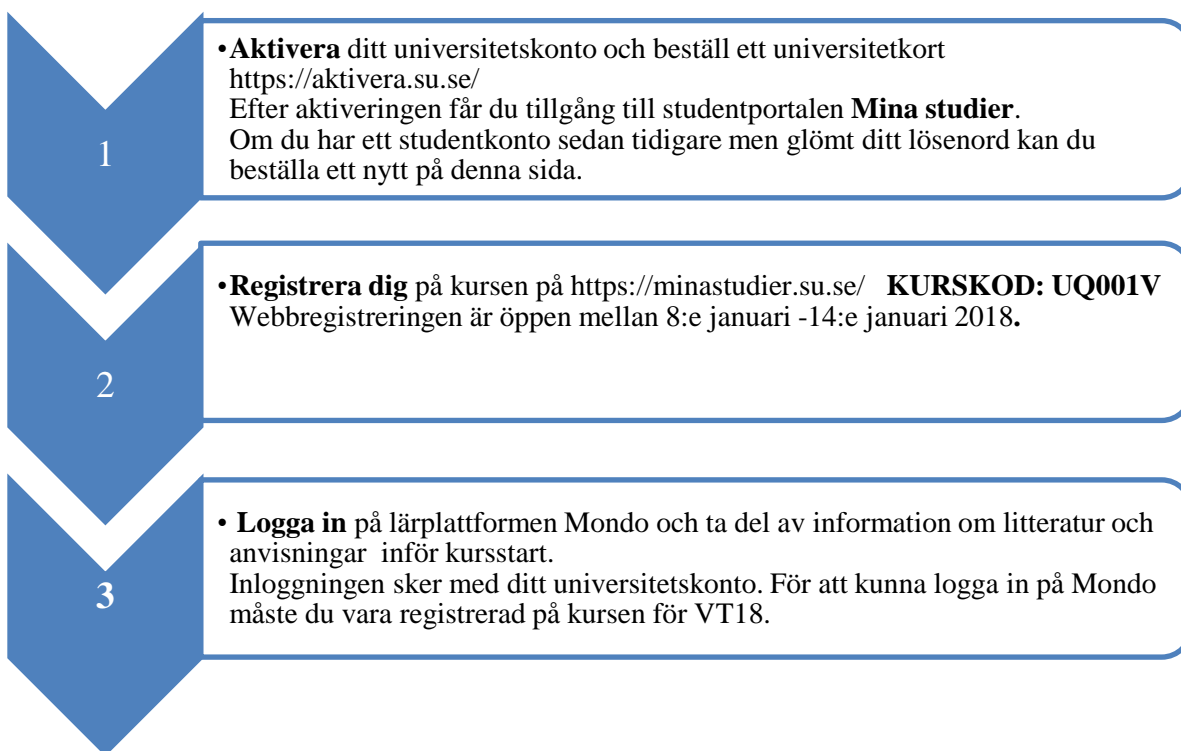 1
•Aktivera ditt universitetskonto och beställ ett universitetkort
https://aktivera.su.se/
Efter aktiveringen får du tillgång till studentportalen Mina studier.
Om du har ett studentkonto sedan tidigare men glömt ditt lösenord kan du
beställa ett nytt på denna sida.
2
•Registrera dig på kursen på https://minastudier.su.se/ KURSKOD: UQ001V
Webbregistreringen är öppen mellan 8:e januari -14:e januari 2018.
3
• Logga in på lärplattformen Mondo och ta del av information om litteratur och
anvisningar inför kursstart.
Inloggningen sker med ditt universitetskonto. För att kunna logga in på Mondo
måste du vara registrerad på kursen för VT18.